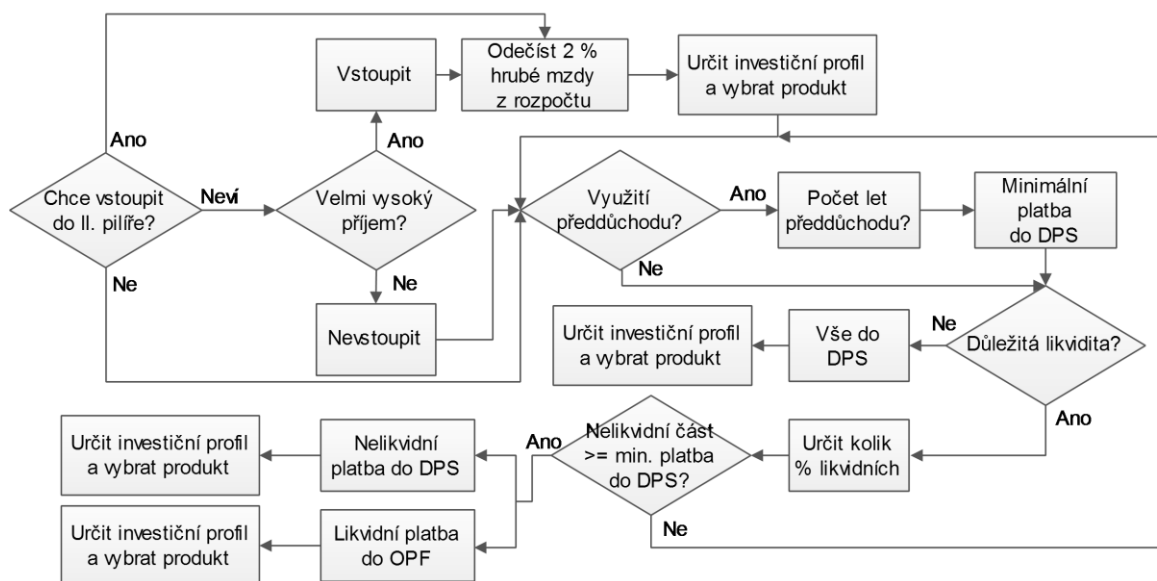 Odečíst 2 %
hrubé mzdy
z rozpočtu
Určit investiční profil
a vybrat produkt
Vstoupit
Ano
Ano
Chce vstoupit
do II. pilíře?
Neví
Velmi vysoký
příjem?
Využití
předdůchodu?
Ano
Počet let
předdůchodu?
Minimální
platba
do DPS
Ne
Ne
Ne
Nevstoupit
Určit investiční profil
a vybrat produkt
Vše do
DPS
Ne
Důležitá likvidita?
Ano
Určit investiční profil
a vybrat produkt
Nelikvidní
platba do DPS
Ano
Nelikvidní část
>= min. platba
do DPS?
Určit kolik
% likvidních
Ne
Určit investiční profil
a vybrat produkt
Likvidní platba
do OPF